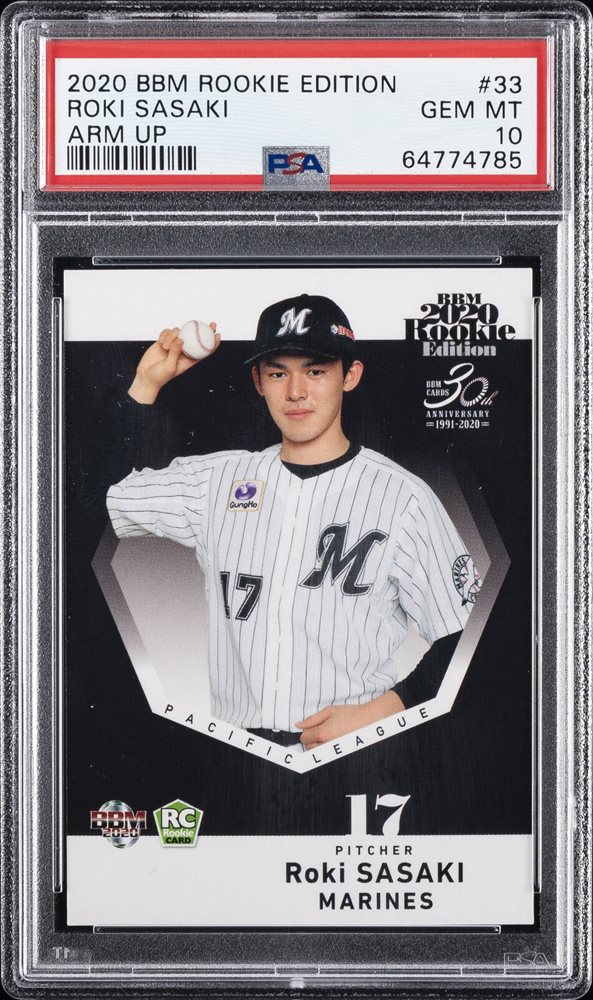 2020 BBM ROOKIE EDITION #33
ROKI SASAKI GEM MT
ARM UP 10
PSA 64774785
BBM
2020
Rookie
Edition
BBM CARDS 30th
ANNIVERSARY
1991-2020
M
GungHo
17 M
PACIFIC LEAGUE
BBM
2020
RC
Rookie
CARD
17
PITCHER
Roki SASAKI
MARINES
PSA